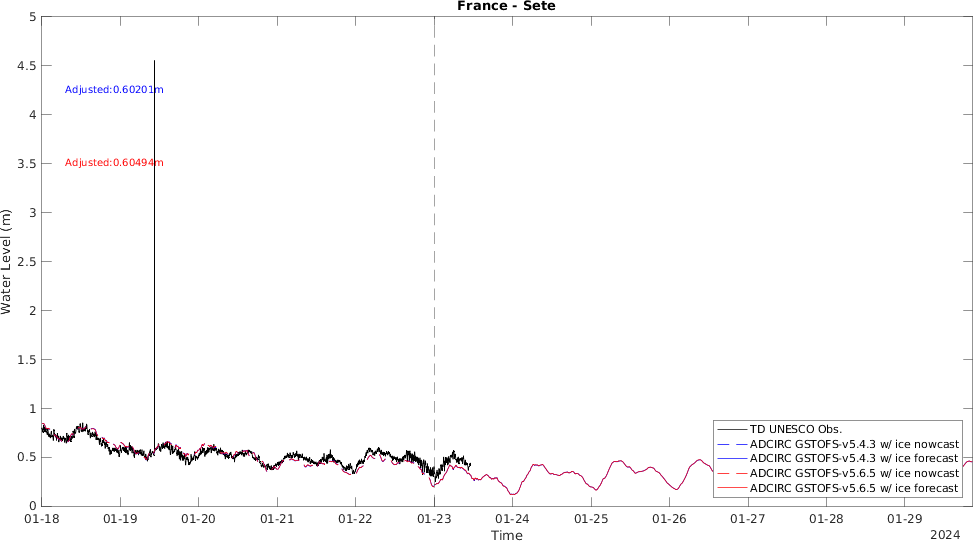 France - Sete
5
4.5
4
3.5
3
2.5
2
1.5
1
0.5
0
Water Level (m)
Adjusted:0.60201m
Adjusted:0.60494m
TD UNESCO Obs.
ADCIRC GSTOFS-v5.4.3 w/ ice nowcast
ADCIRC GSTOFS-v5.4.3 w/ ice forecast
ADCIRC GSTOFS-v5.6.5 w/ ice nowcast
ADCIRC GSTOFS-v5.6.5 w/ ice forecast
01-18 01-19 01-20 01-21 01-22 01-23 01-24 01-25 01-26 01-27 01-28 01-29
Time
2024